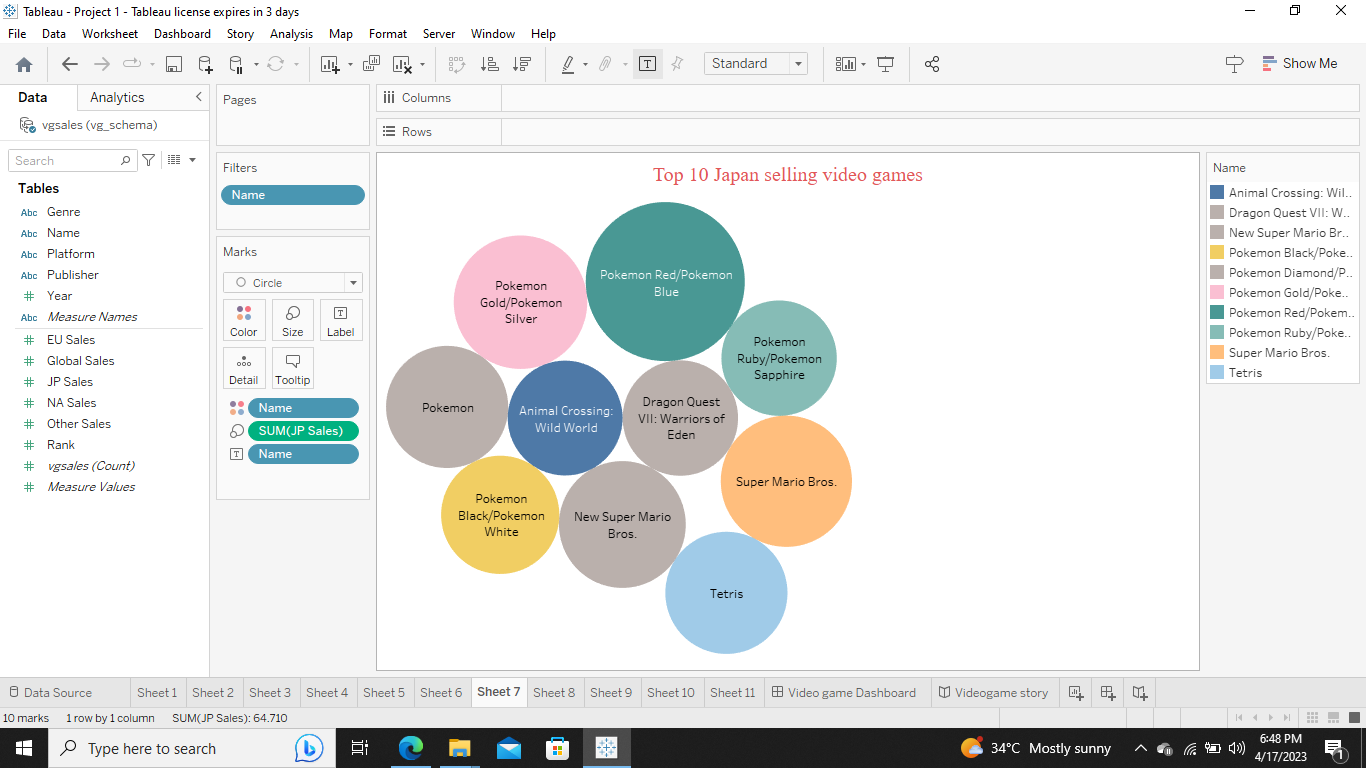 Tableau - Project 1 - Tableau license expires in 3 days
File Data Worksheet Dashboard Story Analysis Map Format Server Window Help
Standard
Show Me
Data Analytics
vgsales (vg_schema)
Search
Tables
Abc Genre
Abc Name
Abc Platform
Abc Publisher
# Year
Abc Measure Names
# EU Sales
# Global Sales
# JP Sales
# NA Sales
# Other Sales
# Rank
# vgsales (Count)
# Measure Values
Pages
Filters
Name
Marks
Circle
Color Size Label
Detail Tooltip
Name
SUM(JP Sales)
Name
Columns
Rows
Top 10 Japan selling video games
Pokemon Red/Pokemon
Blue
Pokemon
Gold/Pokemon
Silver
Pokemon
Ruby/Pokemon
Sapphire
Pokemon
Animal Crossing:
Wild World
Dragon Quest
VII: Warriors of
Eden
Super Mario Bros.
Pokemon
Black/Pokemon
White
New Super Mario
Bros.
Tetris
Name
Animal Crossing: Wil..
Dragon Quest VII: W..
New Super Mario Br..
Pokemon Black/Poke..
Pokemon Diamond/P..
Pokemon Gold/Poke..
Pokemon Red/Pokem..
Pokemon Ruby/Poke..
Super Mario Bros.
Tetris
Data Source Sheet 1 Sheet 2 Sheet 3 Sheet 4 Sheet 5 Sheet 6 Sheet 7 Sheet 8 Sheet 9 Sheet 10 Sheet 11 Video game Dashboard Videogame story
10 marks 1 row by 1 column SUM(JP Sales): 64.710
Type here to search
34°C Mostly sunny
6:48 PM
4/17/2023
1